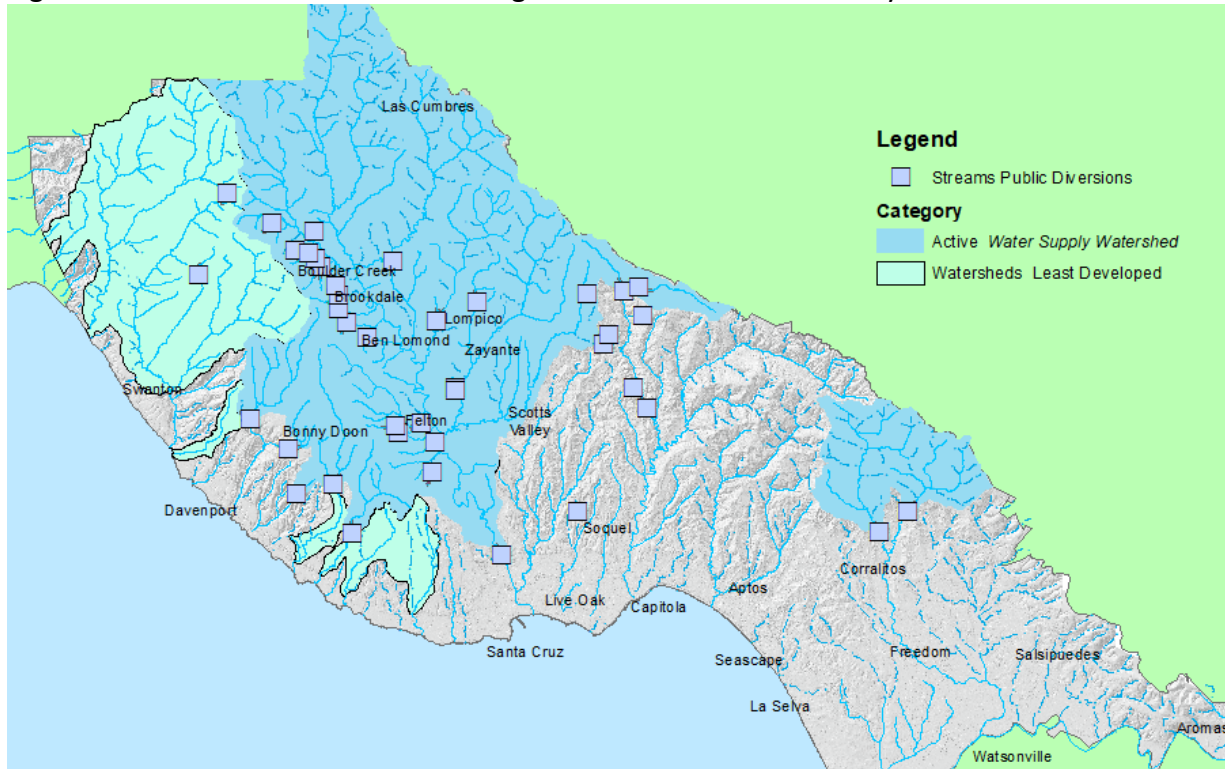 Las Cumbres
Legend
Streams Public Diversions
Category
Active Water Supply Watershed
Watersheds Least Developed
Boulder Creek
Brookdale
Lompico
Ben Lomond
Zayante
Swanton
Felton
Scotts
Valley
Bonny Doon
Davenport
Soquel
Corralitos
Aptos
Live Oak
Capitola
Santa Cruz
Seascape
Freedom
Salsipuedes
La Selva
Aromas
Watsonville